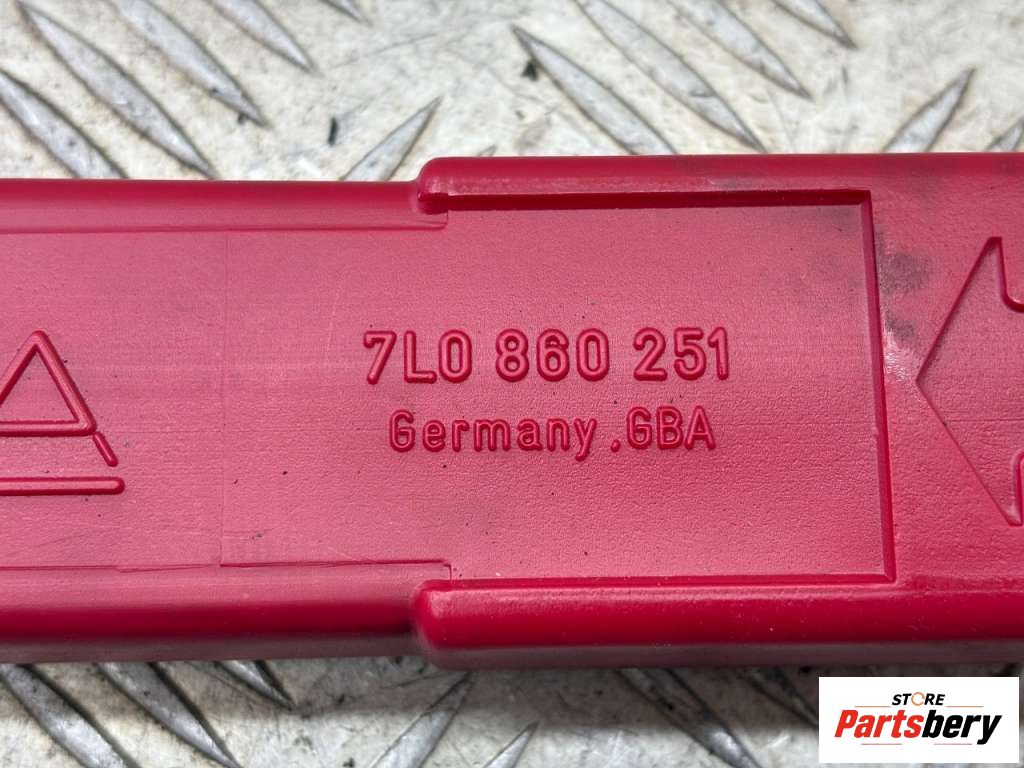 7L0 860 251
Germany .GBA
STORE
Partsbery